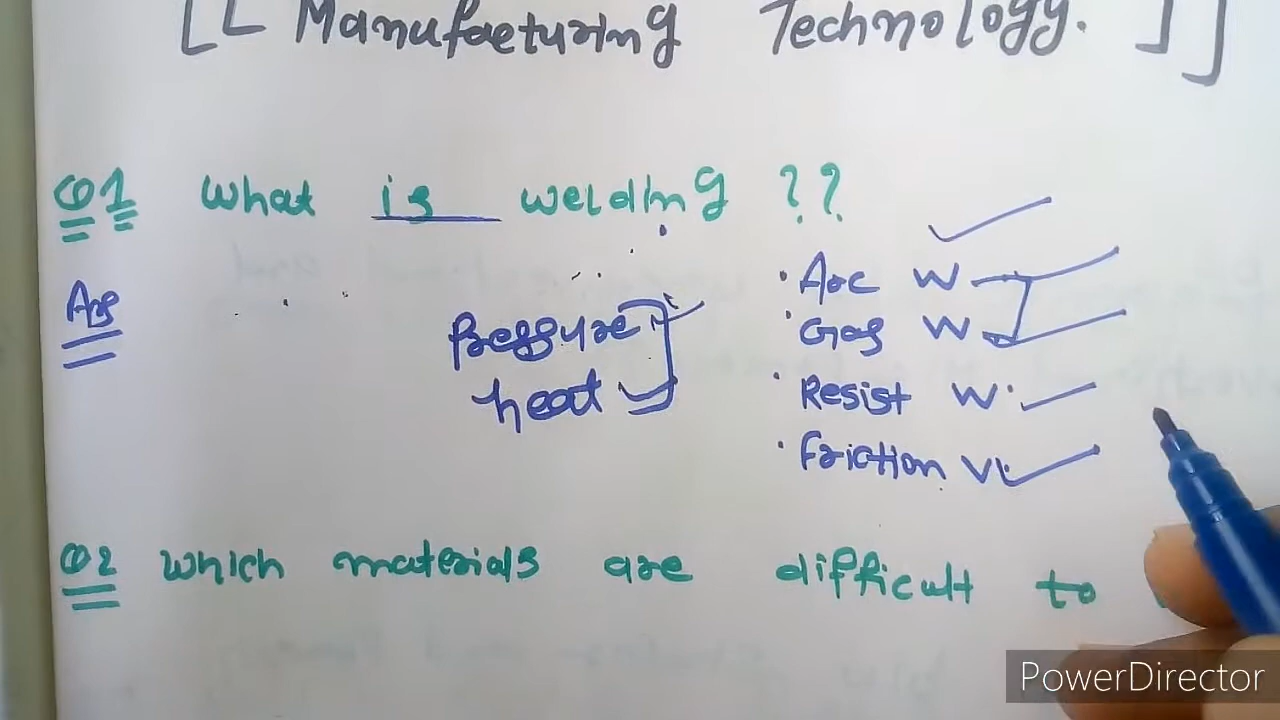 [[ Manufacturing Technology. ]]
Q1 What is welding ??
Ans
Pressure
heat
· Arc W
· Gas W
· Resist W·
· Friction W
Q2 Which materials are difficult to
PowerDirector